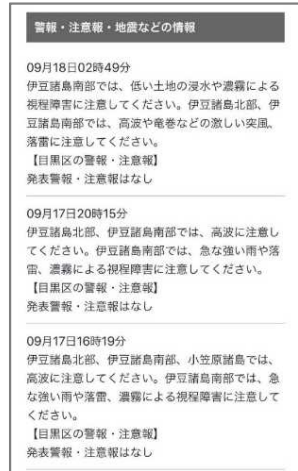 警報・注意報・地震などの情報
09月18日02時49分
伊豆諸島南部では、低い土地の浸水や濃霧による
視程障害に注意してください。伊豆諸島北部、伊
豆諸島南部では、高波や竜巻などの激しい突風、
落雷に注意してください。
【目黒区の警報・注意報】
発表警報・注意報はなし
09月17日20時15分
伊豆諸島北部、伊豆諸島南部では、高波に注意し
てください。伊豆諸島南部では、急な強い雨や落
雷、濃霧による視程障害に注意してください。
【目黒区の警報・注意報】
発表警報・注意報はなし
09月17日16時19分
伊豆諸島北部、伊豆諸島南部、小笠原諸島では、
高波に注意してください。伊豆諸島南部では、急
な強い雨や落雷、濃霧による視程障害に注意して
ください。
【目黒区の警報・注意報】
発表警報・注意報はなし